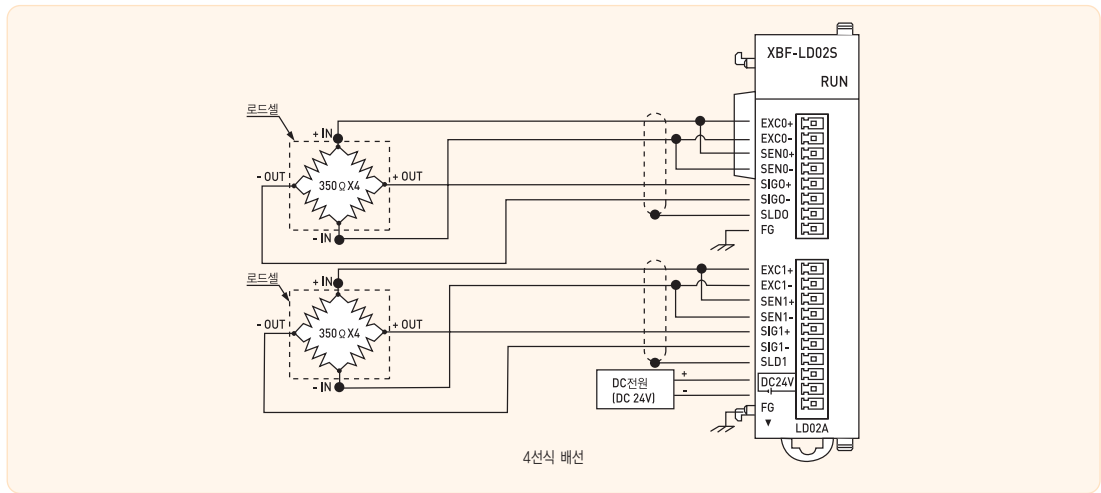 XBF-LD02S
RUN
로드셀
+ IN
- OUT
350Ω X4
+ OUT
- IN
EXC0+
EXC0-
SEN0+
SEN0-
SIG0+
SIG0-
SLD0
FG
로드셀
+ IN
- OUT
350Ω X4
+ OUT
- IN
EXC1+
EXC1-
SEN1+
SEN1-
SIG1+
SIG1-
SLD1
DC전원
(DC 24V)
+
-
DC24V
FG
LD02A
4선식 배선